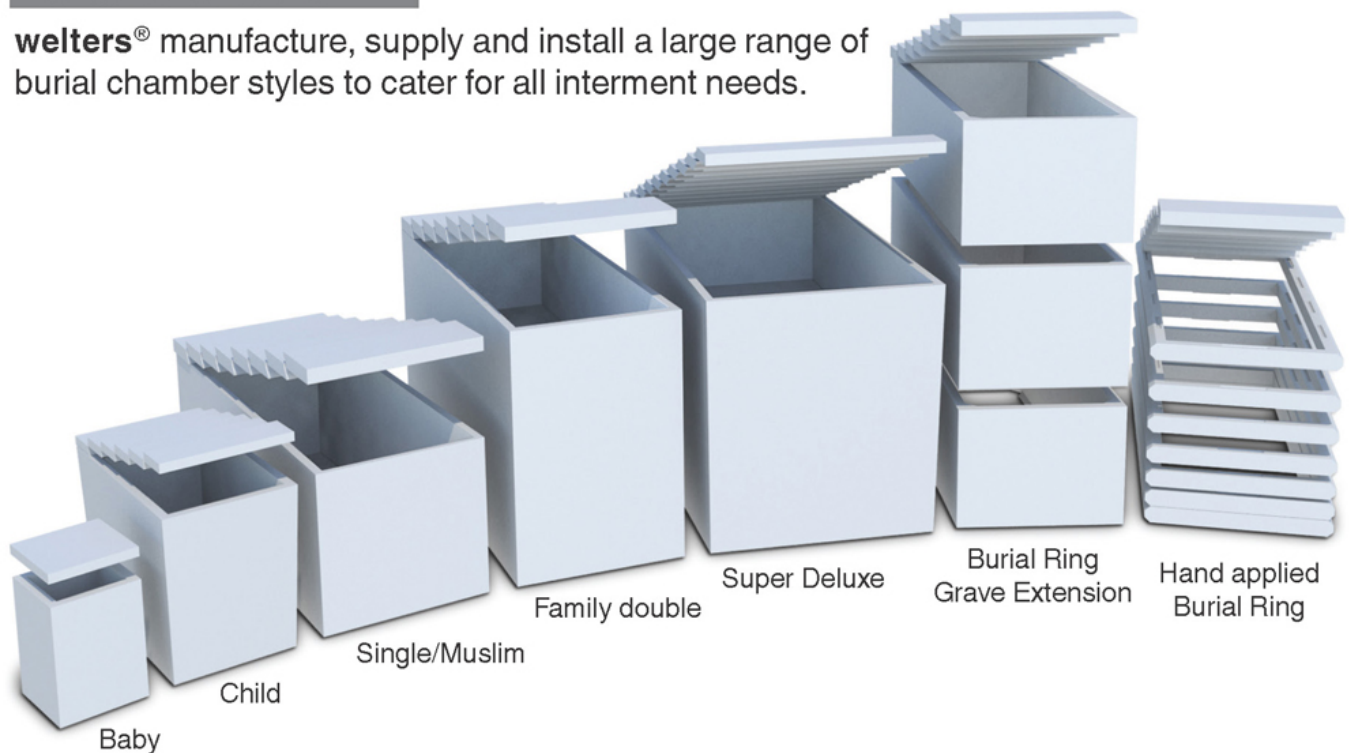 welters® manufacture, supply and install a large range of
burial chamber styles to cater for all interment needs.
Baby
Child
Single/Muslim
Family double
Super Deluxe
Burial Ring
Grave Extension
Hand applied
Burial Ring